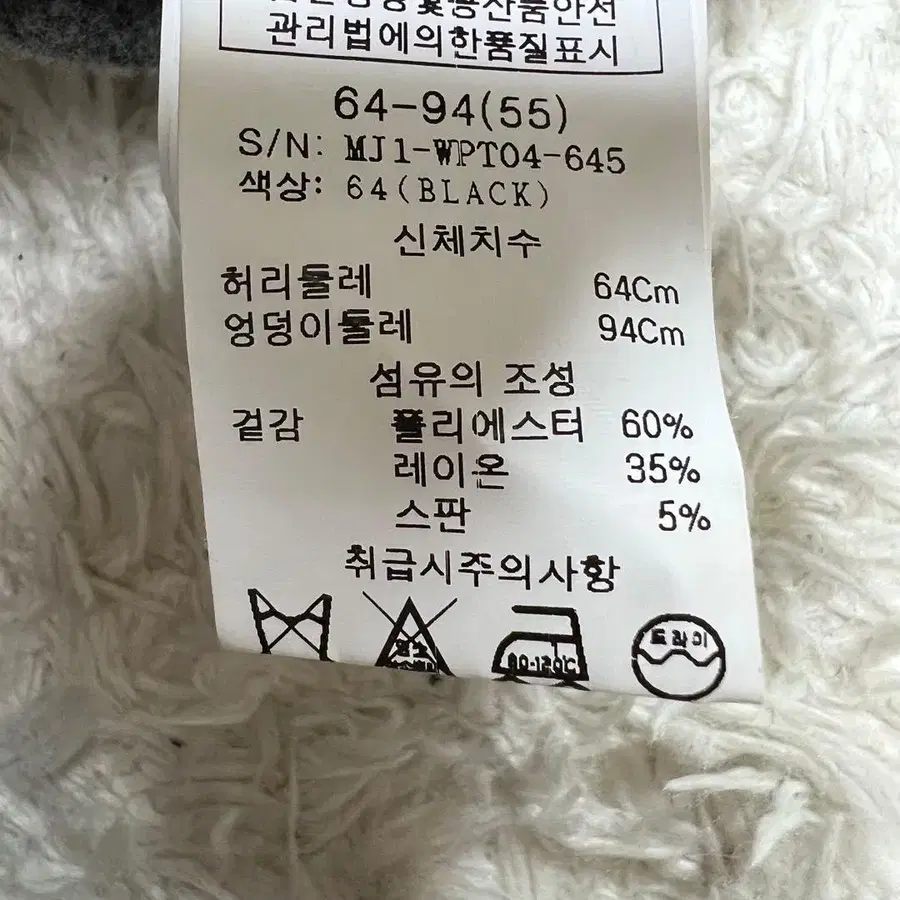 관리법에의한품질표시
64-94(55)
S/N: MJ1-WPT04-645
색상: 64(BLACK)
신체치수
허리둘레 64Cm
엉덩이둘레 94Cm
섬유의 조성
겉감 폴리에스터 60%
레이온 35%
스판 5%
취급시주의사항
80-120℃ 드라이